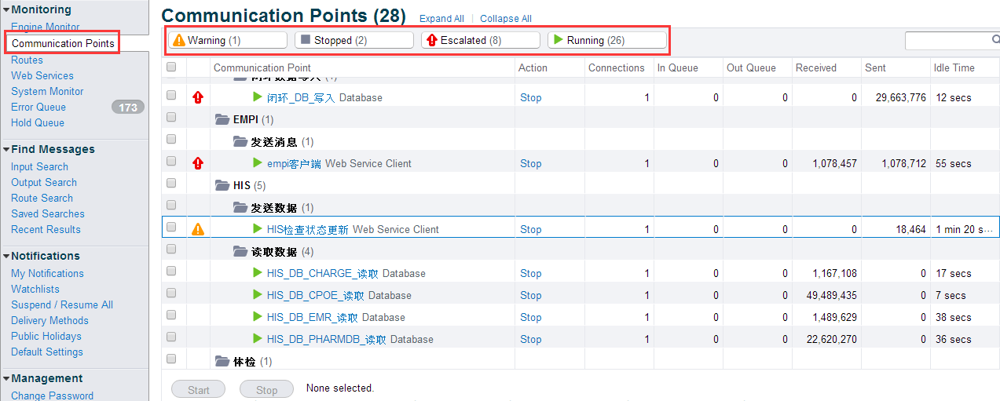 Monitoring
Engine Monitor
Communication Points
Routes
Web Services
System Monitor
Error Queue 173
Hold Queue
Find Messages
Input Search
Output Search
Route Search
Saved Searches
Recent Results
Notifications
My Notifications
Watchlists
Suspend / Resume All
Delivery Methods
Public Holidays
Default Settings
Management
Change Password
Communication Points (28) Expand All Collapse All
Warning (1) Stopped (2) Escalated (8) Running (26)
Communication Point Action Connections In Queue Out Queue Received Sent Idle Time
闭环数据写入 (1)
闭环_DB_写入 Database Stop 1 0 0 0 29,663,776 12 secs
EMPI (1)
发送消息 (1)
empi客户端 Web Service Client Stop 1 0 0 1,078,457 1,078,712 55 secs
HIS (5)
发送数据 (1)
HIS检查状态更新 Web Service Client Stop 1 0 0 0 18,464 1 min 20 s...
读取数据 (4)
HIS_DB_CHARGE_读取 Database Stop 1 0 0 1,167,108 0 17 secs
HIS_DB_CPOE_读取 Database Stop 1 0 0 49,489,435 0 7 secs
HIS_DB_EMR_读取 Database Stop 1 0 0 1,489,629 0 38 secs
HIS_DB_PHARMDB_读取 Database Stop 1 0 0 22,620,270 0 36 secs
体检 (1)
Start Stop None selected.